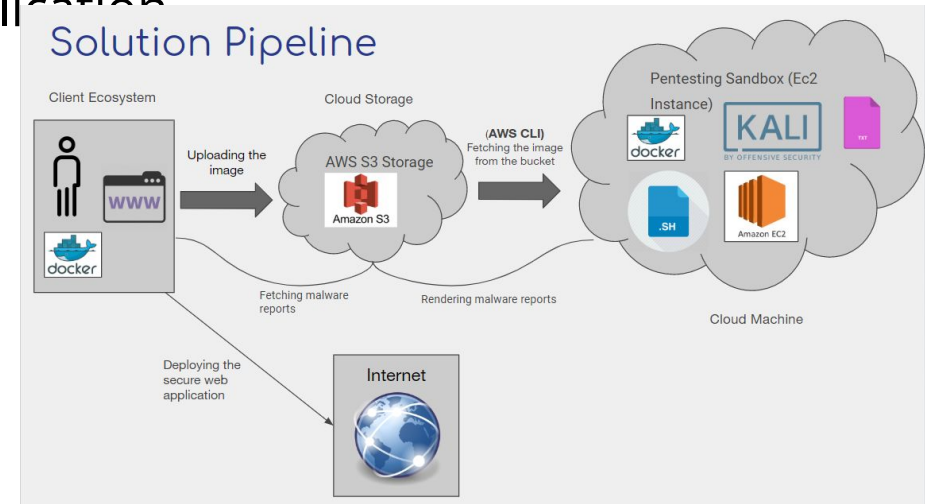 Solution Pipeline
Client Ecosystem
Cloud Storage
Pentesting Sandbox (Ec2
Instance)
docker
KALI
BY OFFENSIVE SECURITY
TXT
(AWS CLI)
Fetching the image
from the bucket
Uploading the
image
AWS S3 Storage
Amazon S3
WWW
docker
.SH
Amazon EC2
Fetching malware
reports
Rendering malware reports
Cloud Machine
Deploying the
secure web
application
Internet